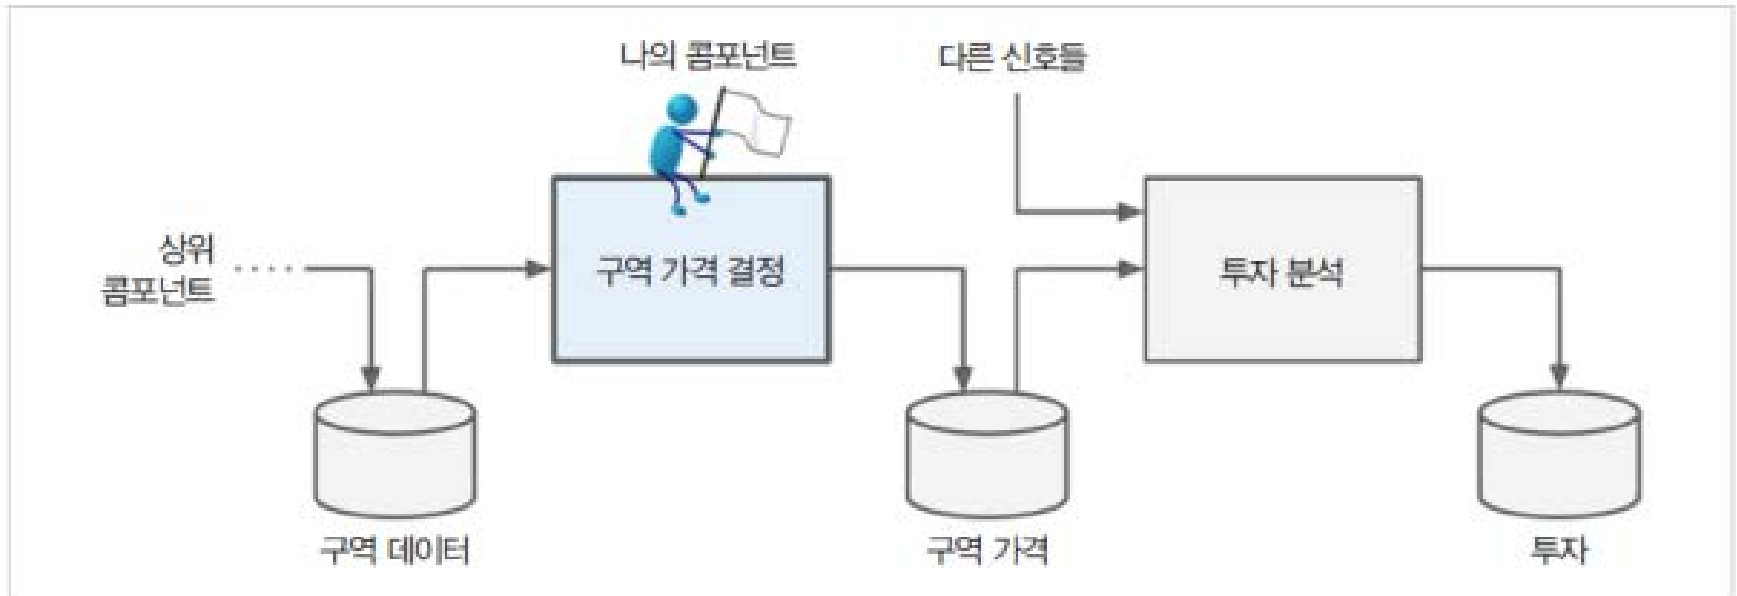 나의 콤포넌트
다른 신호들
상위
콤포넌트
구역 가격 결정
투자 분석
구역 데이터
구역 가격
투자